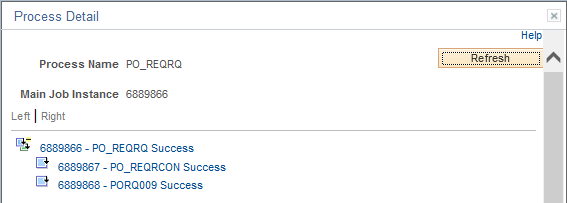 Process Detail
Help
Refresh
Process Name PO_REQRQ
Main Job Instance 6889866
Left | Right
6889866 - PO_REQRQ Success
6889867 - PO_REQRCON Success
6889868 - PORQ009 Success